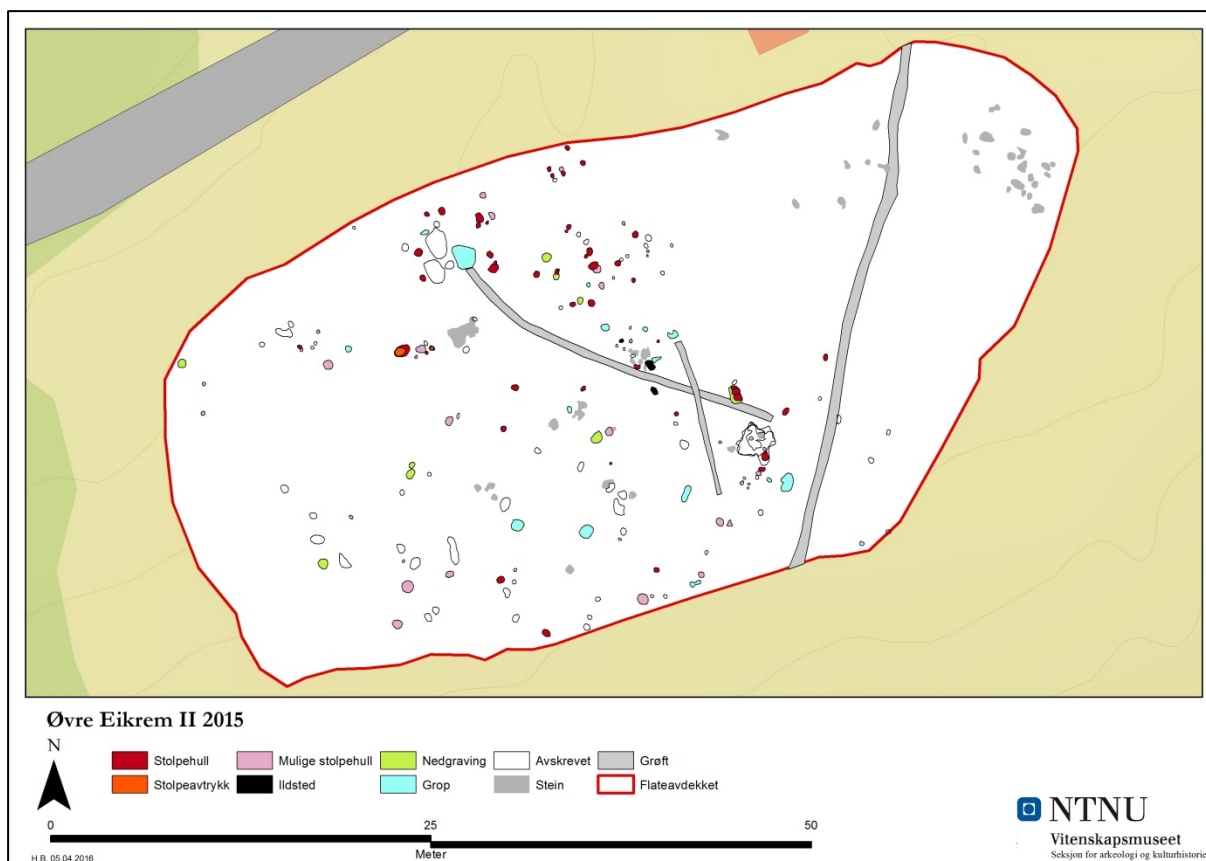 Øvre Eikrem II 2015
N
Stolpehull
Mulige stolpehull
Nedgraving
Avskrevet
Grøft
Stolpeavtrykk
Ildsted
Grop
Stein
Flateavdekket
0
25
50
Meter
H.B. 05.04.2016
NTNU
Vitenskapsmuseet
Seksjon for arkeologi og kulturhistorie